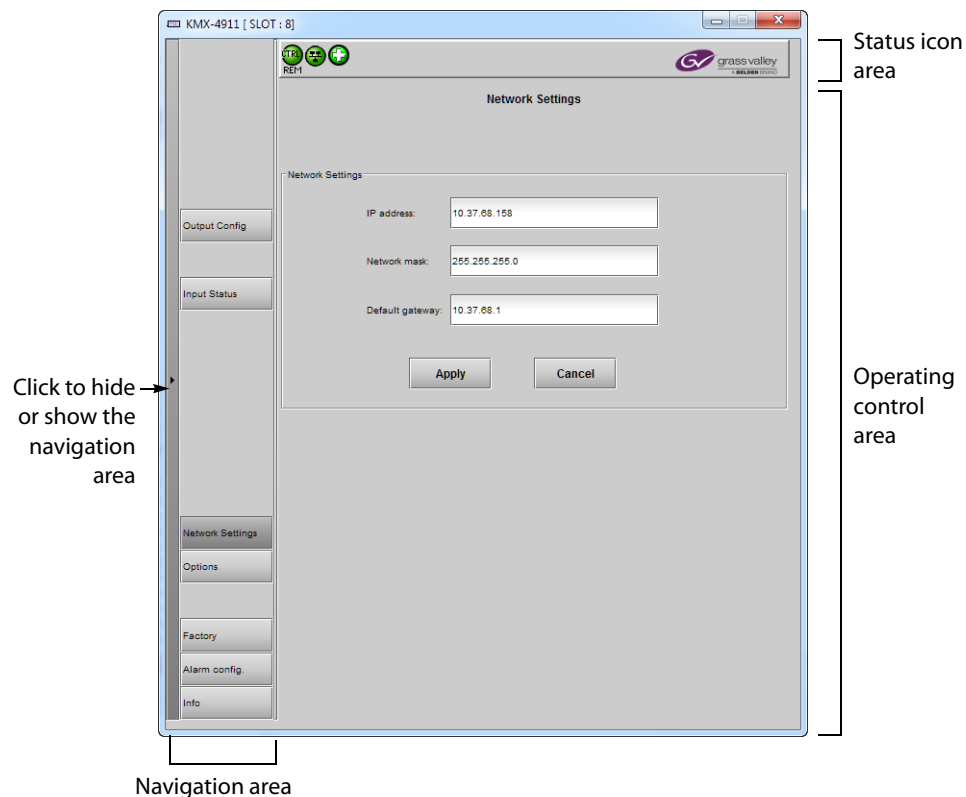 KMX-4911 [ SLOT : 8]
CTRL
REM
GV grass valley
A BELDEN BRAND
Status icon
area
Network Settings
Network Settings
IP address:
10.37.68.158
Network mask:
255.255.255.0
Default gateway:
10.37.68.1
Apply
Cancel
Output Config
Input Status
Network Settings
Options
Factory
Alarm config.
Info
Click to hide
or show the
navigation
area
Operating
control
area
Navigation area